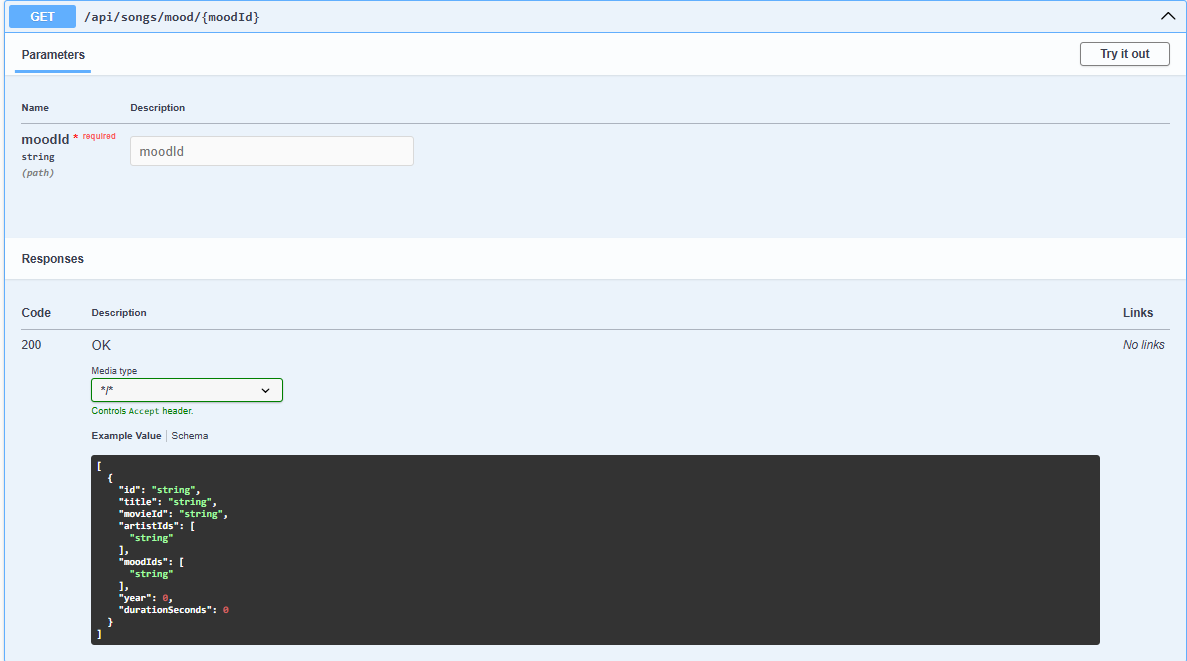 GET /api/songs/mood/{moodId}
Parameters
Try it out
Name Description
moodId * required
string
(path)
moodId
Responses
Code Description Links
200 OK No links
Media type
*/*
Controls Accept header.
Example Value Schema
[
  {
    "id": "string",
    "title": "string",
    "movieId": "string",
    "artistIds": [
      "string"
    ],
    "moodIds": [
      "string"
    ],
    "year": 0,
    "durationSeconds": 0
  }
]